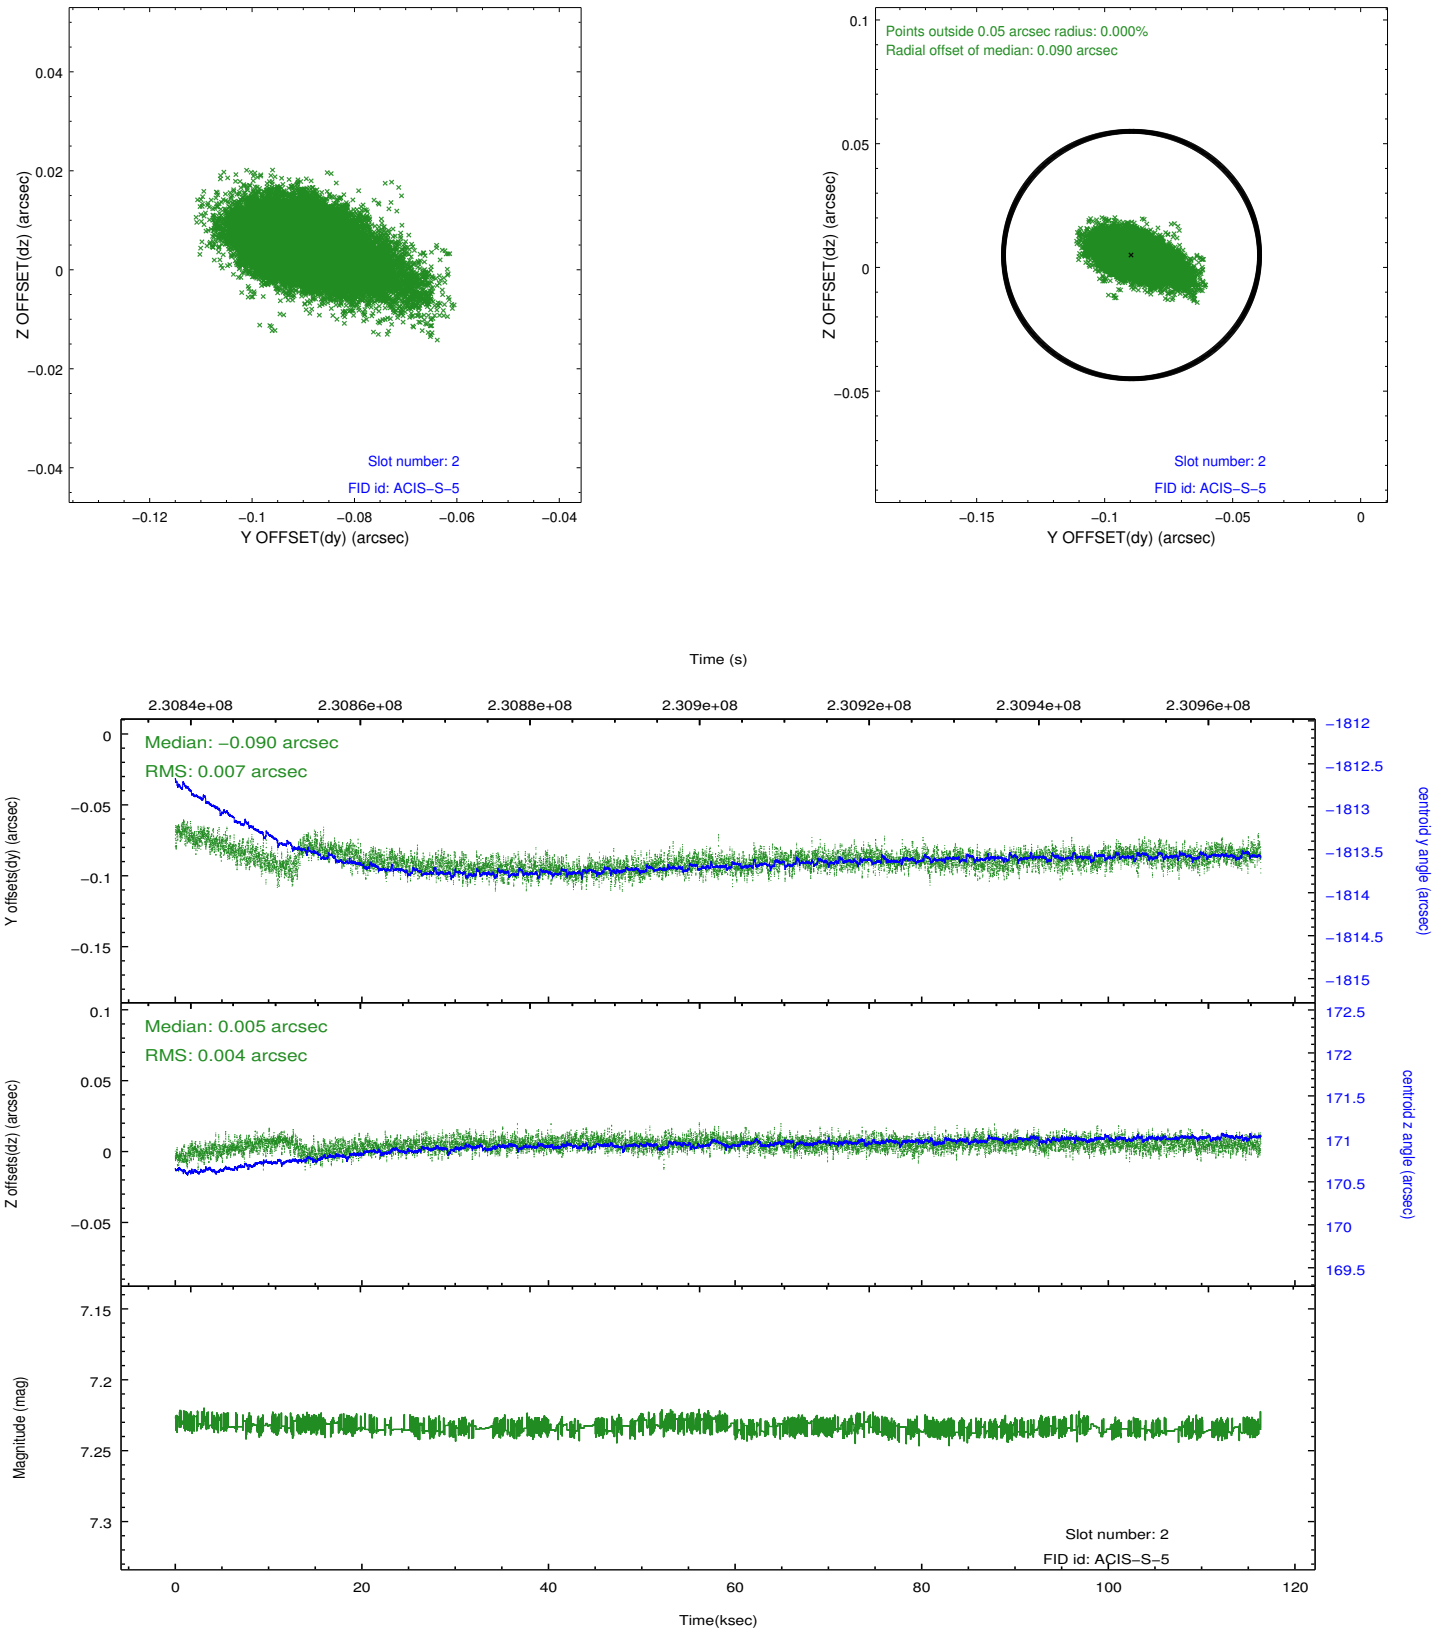 0.04
0.02
0
−0.02
−0.04
Z OFFSET(dz) (arcsec)
Slot number: 2
FID id: ACIS−S−5
−0.12
−0.1
−0.08
−0.06
−0.04
Y OFFSET(dy) (arcsec)
Points outside 0.05 arcsec radius: 0.000%
Radial offset of median: 0.090 arcsec
0.1
0.05
0
−0.05
Z OFFSET(dz) (arcsec)
Slot number: 2
FID id: ACIS−S−5
−0.15
−0.1
−0.05
0
Y OFFSET(dy) (arcsec)
Time (s)
2.3084e+08
2.3086e+08
2.3088e+08
2.309e+08
2.3092e+08
2.3094e+08
2.3096e+08
Median: −0.090 arcsec
RMS: 0.007 arcsec
0
−0.05
−0.1
−0.15
Y offsets(dy) (arcsec)
−1812
−1812.5
−1813
−1813.5
−1814
−1814.5
−1815
centroid y angle (arcsec)
Median: 0.005 arcsec
RMS: 0.004 arcsec
0.1
0.05
0
−0.05
Z offsets(dz) (arcsec)
172.5
172
171.5
171
170.5
170
169.5
centroid z angle (arcsec)
7.15
7.2
7.25
7.3
Magnitude (mag)
Slot number: 2
FID id: ACIS−S−5
0
20
40
60
80
100
120
Time(ksec)